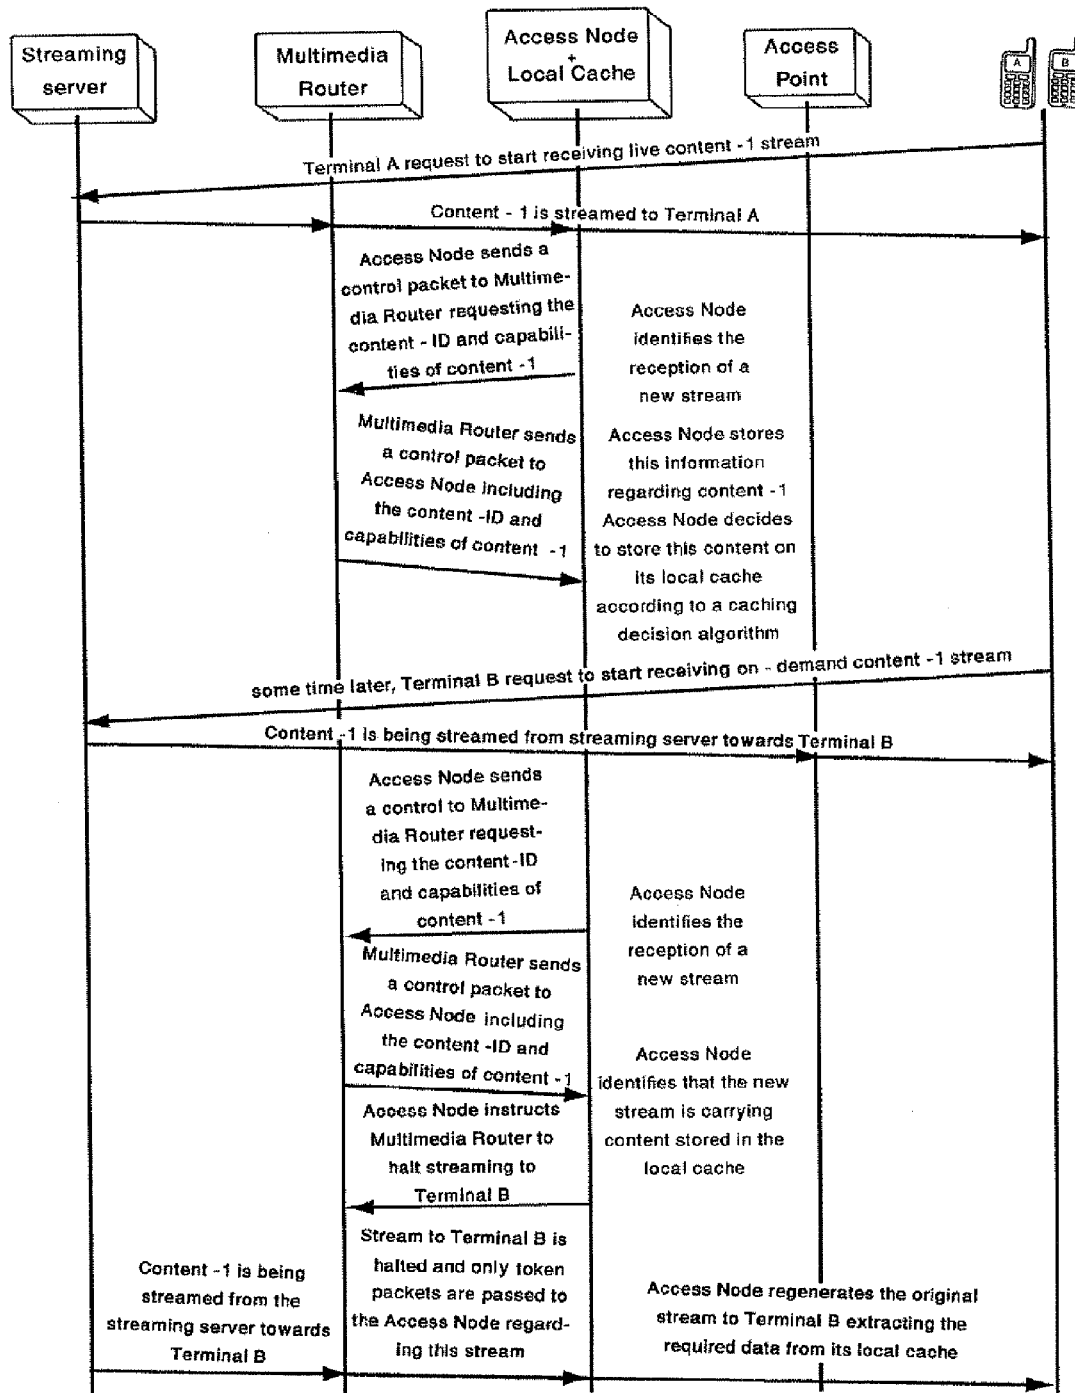 Streaming
server
Multimedia
Router
Access Node
+
Local Cache
Access
Point
A
B
Terminal A request to start receiving live content -1 stream
Content - 1 is streamed to Terminal A
Access Node sends a
control packet to Multime-
dia Router requesting the
content - ID and capabili-
ties of content -1
Access Node
identifies the
reception of a
new stream
Multimedia Router sends
a control packet to
Access Node including
the content -ID and
capabilities of content -1
Access Node stores
this information
regarding content -1
Access Node decides
to store this content on
its local cache
according to a caching
decision algorithm
some time later, Terminal B request to start receiving on - demand content -1 stream
Content -1 is being streamed from streaming server towards Terminal B
Access Node sends
a control to Multime-
dia Router request-
ing the content -ID
and capabilities of
content -1
Access Node
identifies the
reception of a
new stream
Multimedia Router sends
a control packet to
Access Node including
the content -ID and
capabilities of content -1
Access Node
identifies that the new
stream is carrying
content stored in the
local cache
Access Node instructs
Multimedia Router to
halt streaming to
Terminal B
Content -1 is being
streamed from the
streaming server towards
Terminal B
Stream to Terminal B is
halted and only token
packets are passed to
the Access Node regard-
ing this stream
Access Node regenerates the original
stream to Terminal B extracting the
required data from its local cache